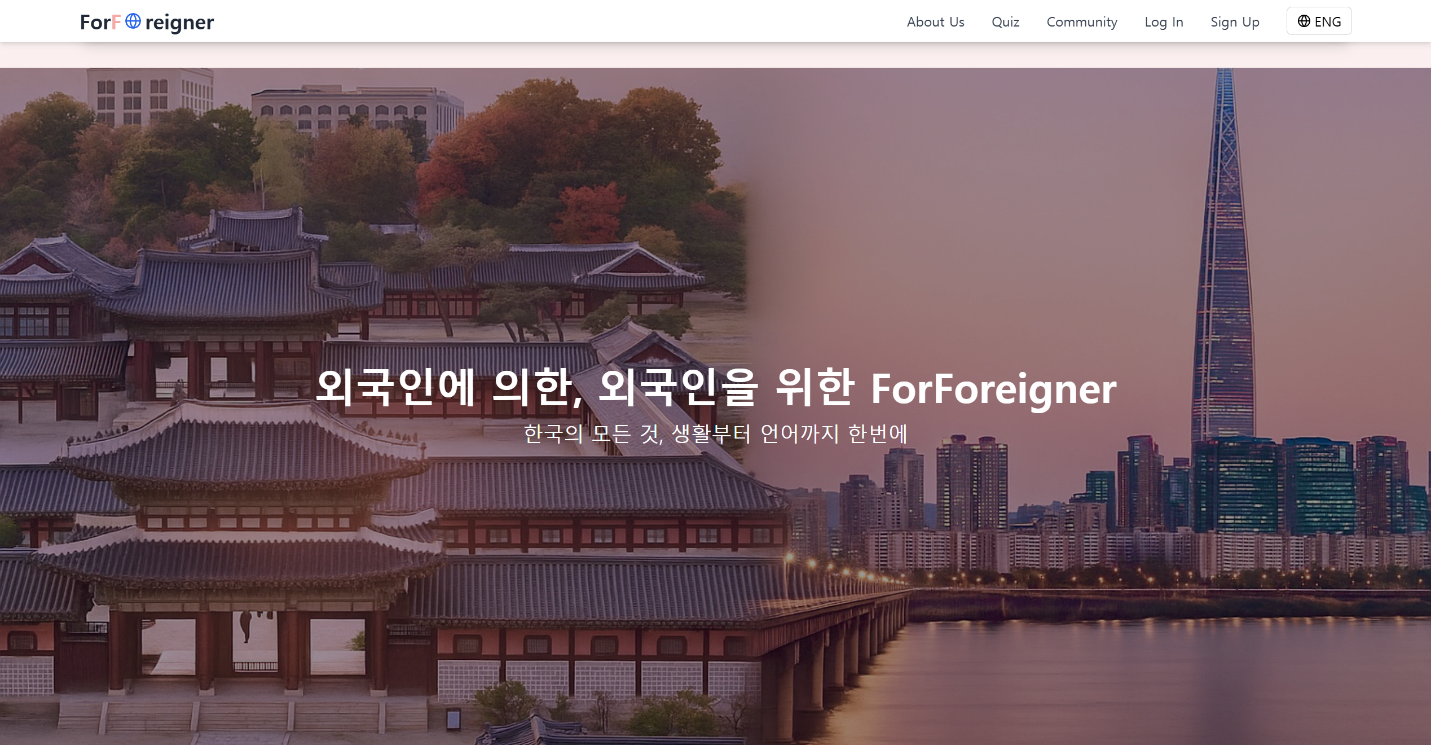 ForForeigner
About Us Quiz Community Log In Sign Up ENG
외국인에 의한, 외국인을 위한 ForForeigner
한국의 모든 것, 생활부터 언어까지 한번에